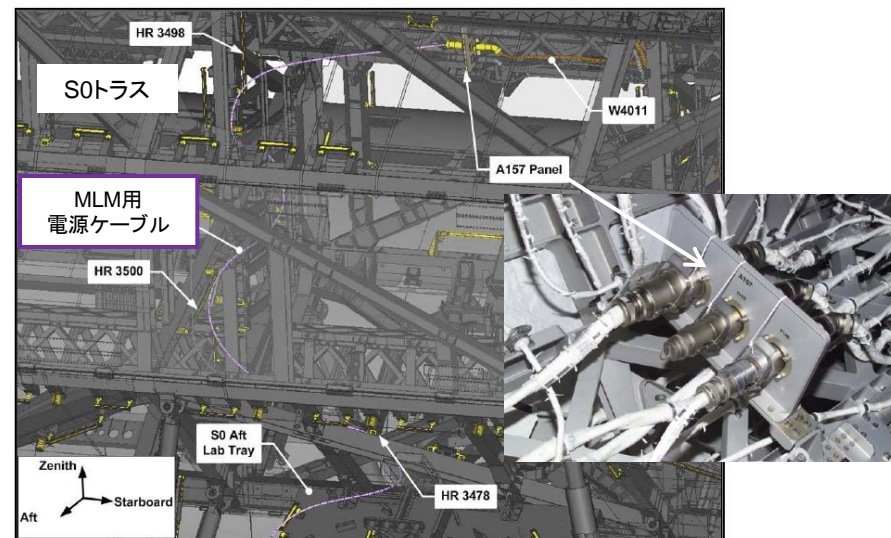 HR 3498
S0トラス
W4011
A157 Panel
MLM用
電源ケーブル
HR 3500
A157
S0 Aft
Lab Tray
HR 3478
Zenith
Starboard
Aft